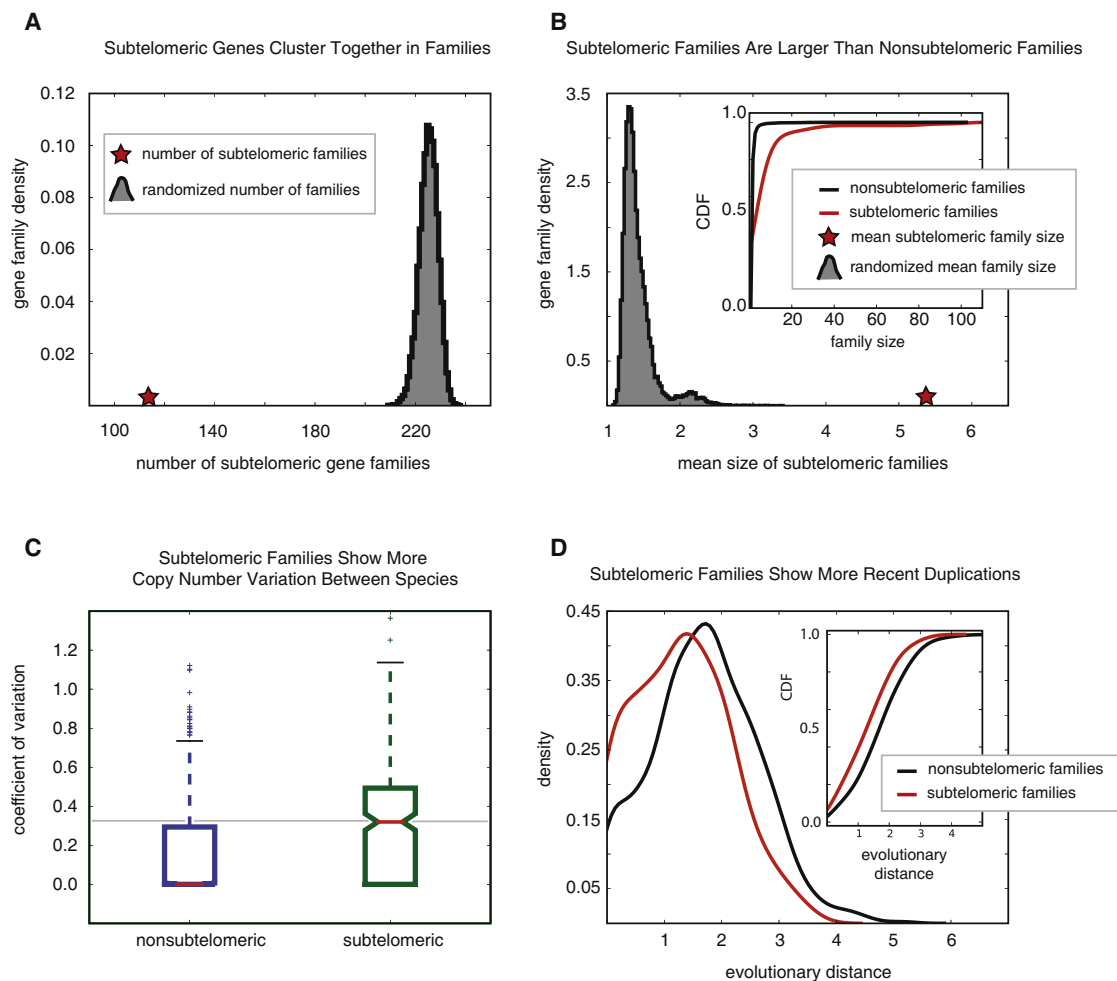 A
Subtelomeric Genes Cluster Together in Families
0.12
0.10
0.08
0.06
0.04
0.02
gene family density
number of subtelomeric families
randomized number of families
100
140
180
220
number of subtelomeric gene families
B
Subtelomeric Families Are Larger Than Nonsubtelomeric Families
3.5
2.5
1.5
0.5
gene family density
1.0
0.5
0.0
CDF
nonsubtelomeric families
subtelomeric families
mean subtelomeric family size
randomized mean family size
20
40
60
80
100
family size
1
2
3
4
5
6
mean size of subtelomeric families
C
Subtelomeric Families Show More
Copy Number Variation Between Species
1.2
1.0
0.8
0.6
0.4
0.2
0.0
coefficient of variation
nonsubtelomeric
subtelomeric
D
Subtelomeric Families Show More Recent Duplications
0.45
0.35
0.25
0.15
0.05
density
1.0
0.5
0.0
CDF
1
2
3
4
evolutionary
distance
nonsubtelomeric families
subtelomeric families
1
2
3
4
5
6
evolutionary distance